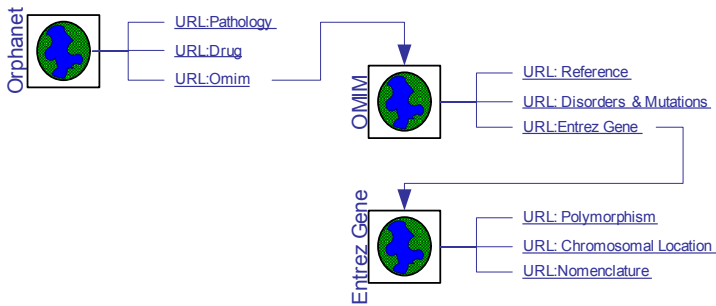 Orphanet
URL:Pathology
URL:Drug
URL:Omim
OMIM
URL: Reference
URL: Disorders & Mutations
URL:Entrez Gene
Entrez Gene
URL: Polymorphism
URL: Chromosomal Location
URL:Nomenclature